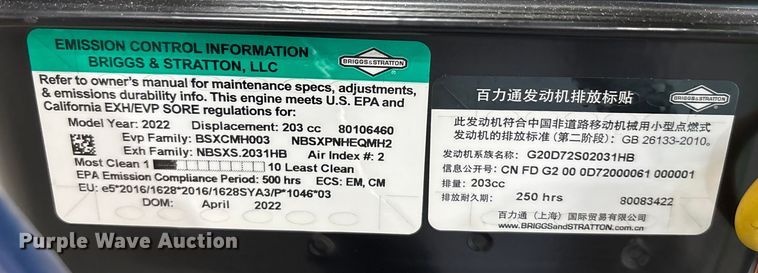 EMISSION CONTROL INFORMATION
BRIGGS & STRATTON, LLC
BRIGGS & STRATTON
Refer to owner's manual for maintenance specs, adjustments,
& emissions durability info. This engine meets U.S. EPA and
California EXH/EVP SORE regulations for:
Model Year: 2022 Displacement: 203 cc 80106460
Evp Family: BSXCMH003 NBSXPNHEQMH2
Exh Family: NBSXS.2031HB Air Index #: 2
Most Clean 1 10 Least Clean
EPA Emission Compliance Period: 500 hrs ECS: EM, CM
EU: e5*2016/1628*2016/1628SYA3/P*1046*03
DOM: April 2022
百力通发动机排放标贴
BRIGGS&STRATTON
此发动机符合中国非道路移动机械用小型点燃式
发动机的排放标准(第二阶段): GB 26133-2010。
发动机系族名称: G20D72S02031HB
信息公开号: CN FD G2 00 0D72000061 000001
排量: 203cc
排放耐久期: 250 hrs 80083422
百力通(上海)国际贸易有限公司
www.BRIGGSandSTRATTON.com.cn
Purple Wave Auction